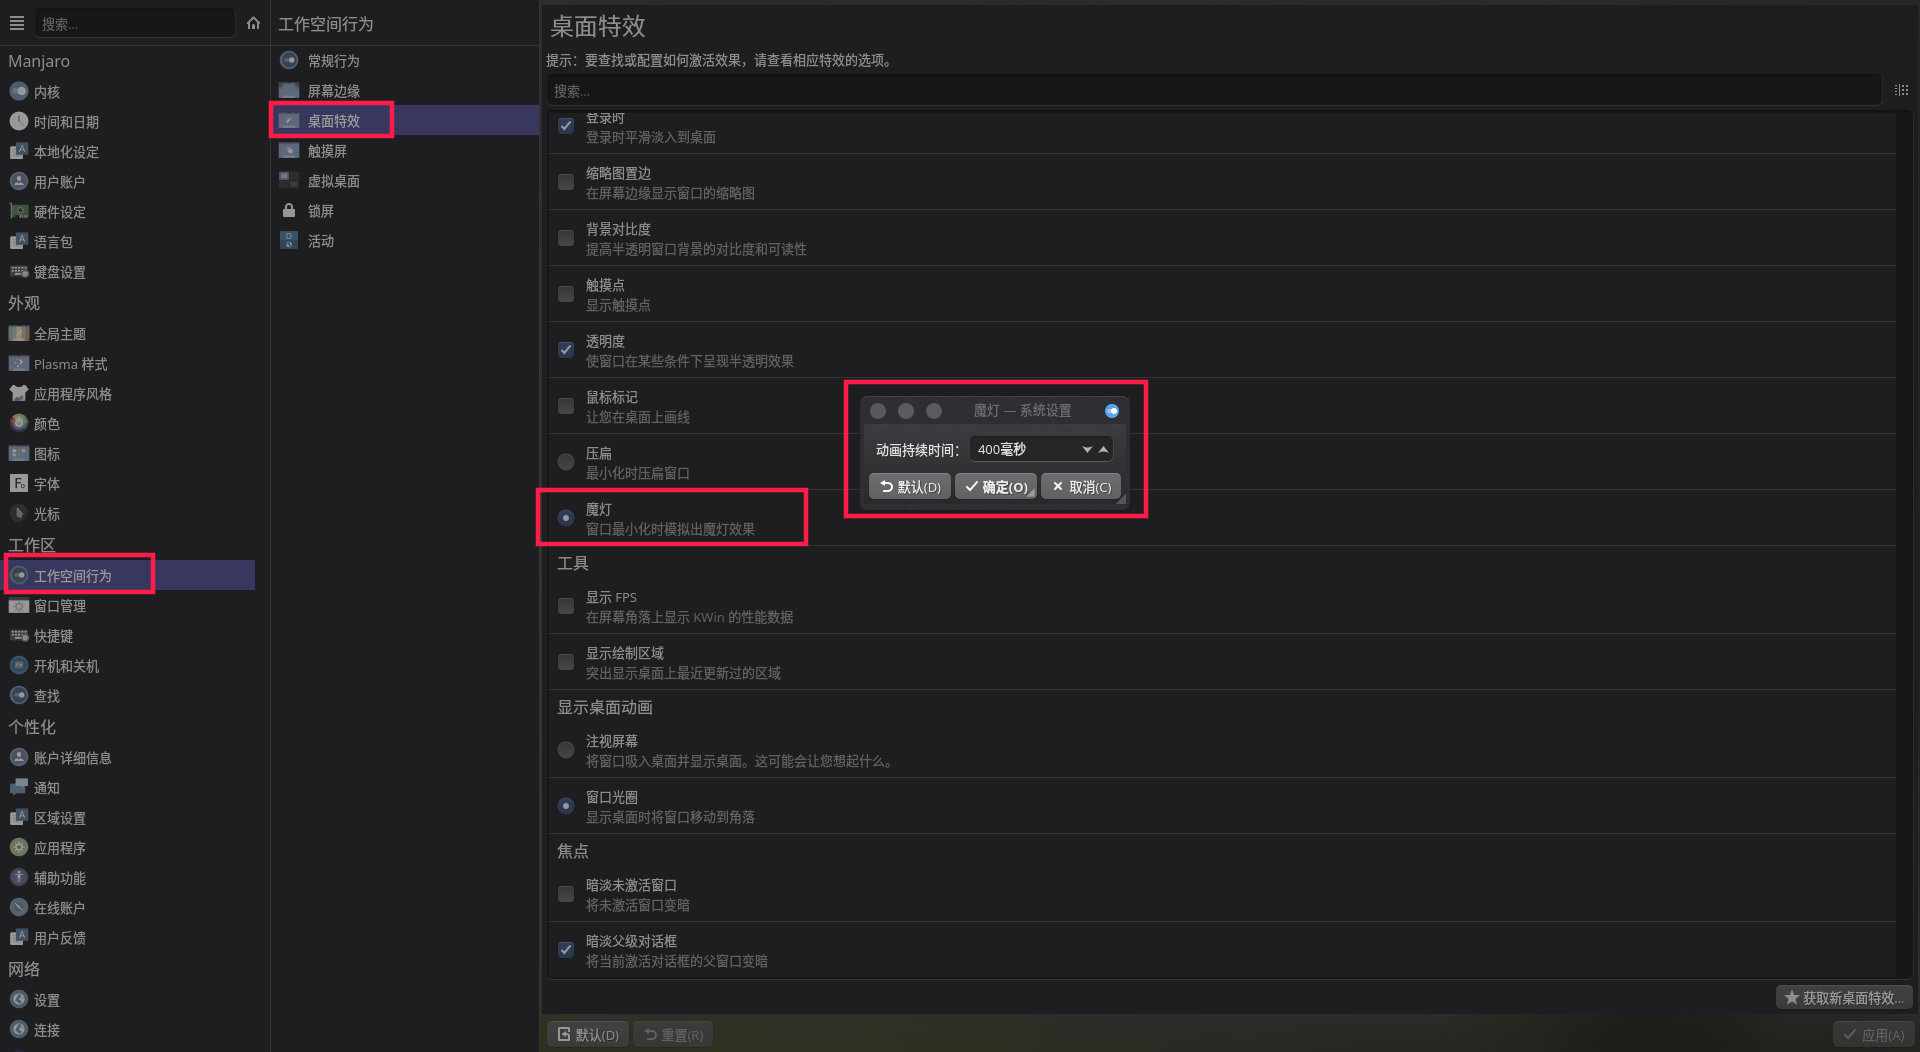 搜索...
Manjaro
内核
时间和日期
本地化设定
用户账户
硬件设定
语言包
键盘设置
外观
全局主题
Plasma 样式
应用程序风格
颜色
图标
字体
光标
工作区
工作空间行为
窗口管理
快捷键
开机和关机
查找
个性化
账户详细信息
通知
区域设置
应用程序
辅助功能
在线账户
用户反馈
网络
设置
连接
工作空间行为
常规行为
屏幕边缘
桌面特效
触摸屏
虚拟桌面
锁屏
活动
桌面特效
提示：要查找或配置如何激活效果，请查看相应特效的选项。
搜索...
登录时
登录时平滑淡入到桌面
缩略图置边
在屏幕边缘显示窗口的缩略图
背景对比度
提高半透明窗口背景的对比度和可读性
触摸点
显示触摸点
透明度
使窗口在某些条件下呈现半透明效果
鼠标标记
让您在桌面上画线
压扁
最小化时压扁窗口
魔灯
窗口最小化时模拟出魔灯效果
工具
显示 FPS
在屏幕角落上显示 KWin 的性能数据
显示绘制区域
突出显示桌面上最近更新过的区域
显示桌面动画
注视屏幕
将窗口吸入桌面并显示桌面。这可能会让您想起什么。
窗口光圈
显示桌面时将窗口移动到角落
焦点
暗淡未激活窗口
将未激活窗口变暗
暗淡父级对话框
将当前激活对话框的父窗口变暗
魔灯 — 系统设置
动画持续时间： 400毫秒
默认(D) 确定(O) 取消(C)
获取新桌面特效...
默认(D) 重置(R) 应用(A)